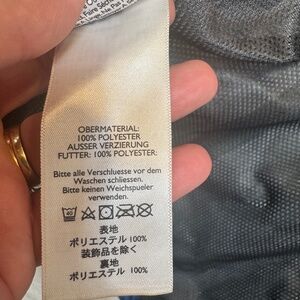 OBERMATERIAL:
100% POLYESTER
AUSSER VERZIERUNG
FUTTER: 100% POLYESTER:
Bitte alle Verschluesse vor dem
Waschen schliessen.
Bitte keinen Weichspueler
verwenden.
40
表地
ポリエステル 100%
装飾品を除く
裏地
ポリエステル 100%